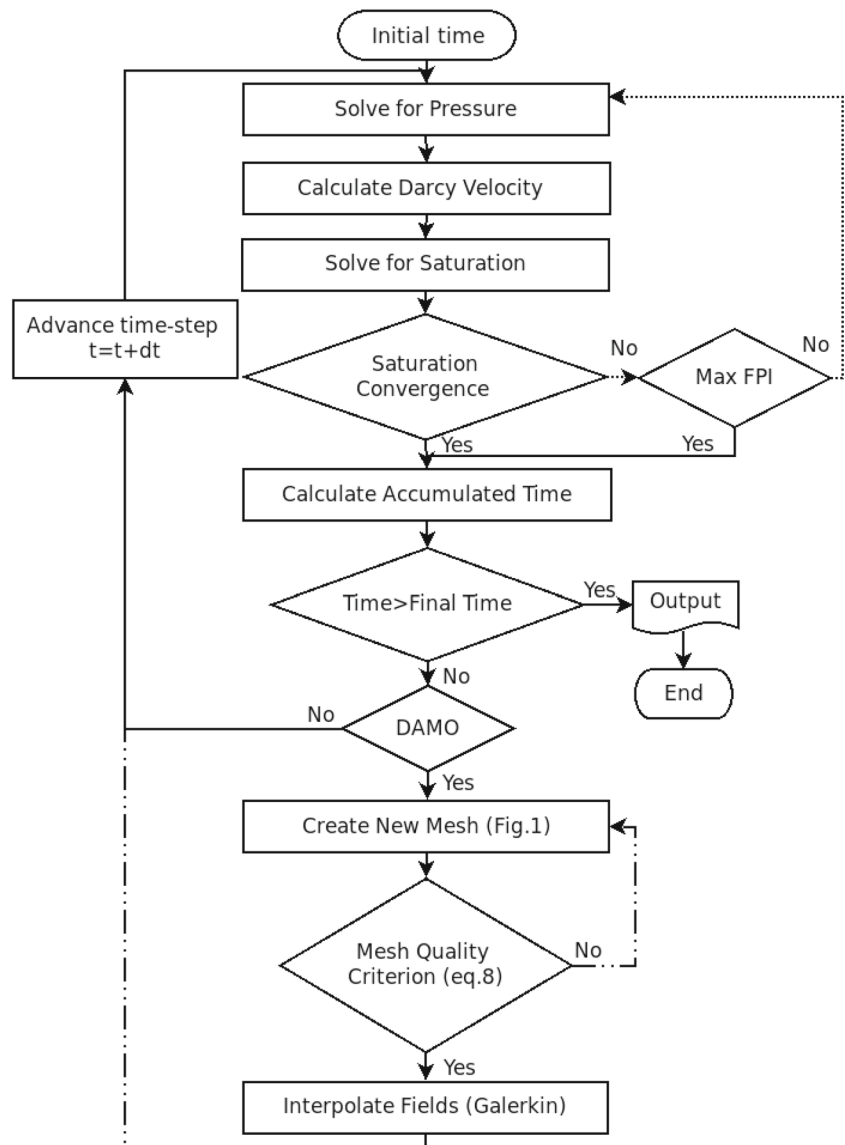 Initial time
Solve for Pressure
Calculate Darcy Velocity
Solve for Saturation
Advance time-step
t=t+dt
Saturation
Convergence
No
Max FPI
No
Yes
Yes
Calculate Accumulated Time
Time>Final Time
Yes
Output
No
End
No
DAMO
Yes
Create New Mesh (Fig.1)
Mesh Quality
Criterion (eq.8)
No
Yes
Interpolate Fields (Galerkin)